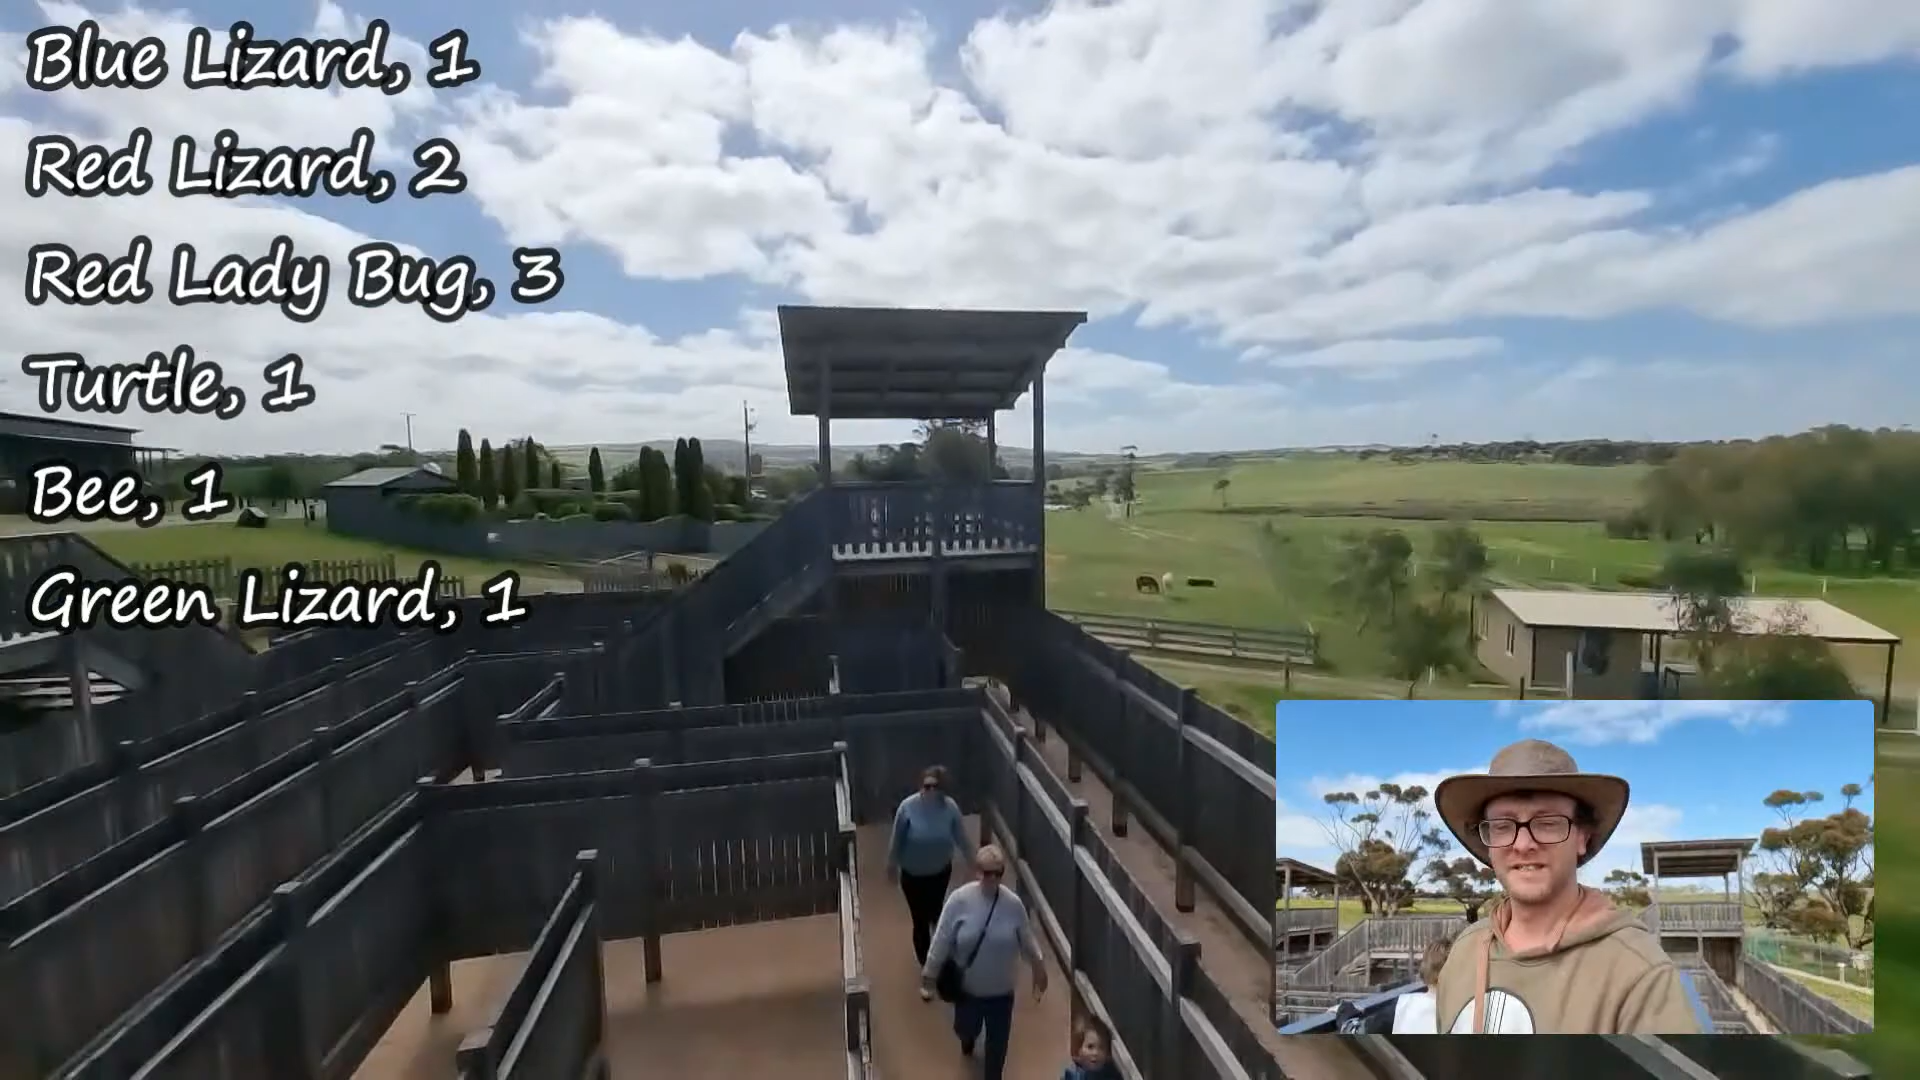 Blue Lizard, 1
Red Lizard, 2
Red Lady Bug, 3
Turtle, 1
Bee, 1
Green Lizard, 1